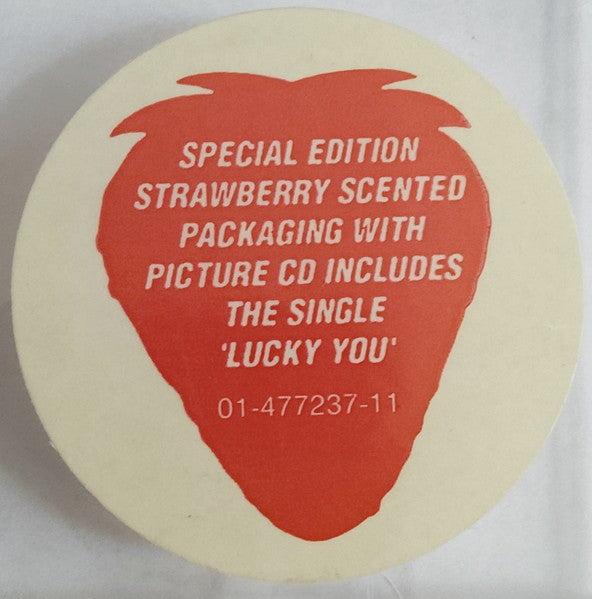 SPECIAL EDITION
STRAWBERRY SCENTED
PACKAGING WITH
PICTURE CD INCLUDES
THE SINGLE
'LUCKY YOU'
01-477237-11